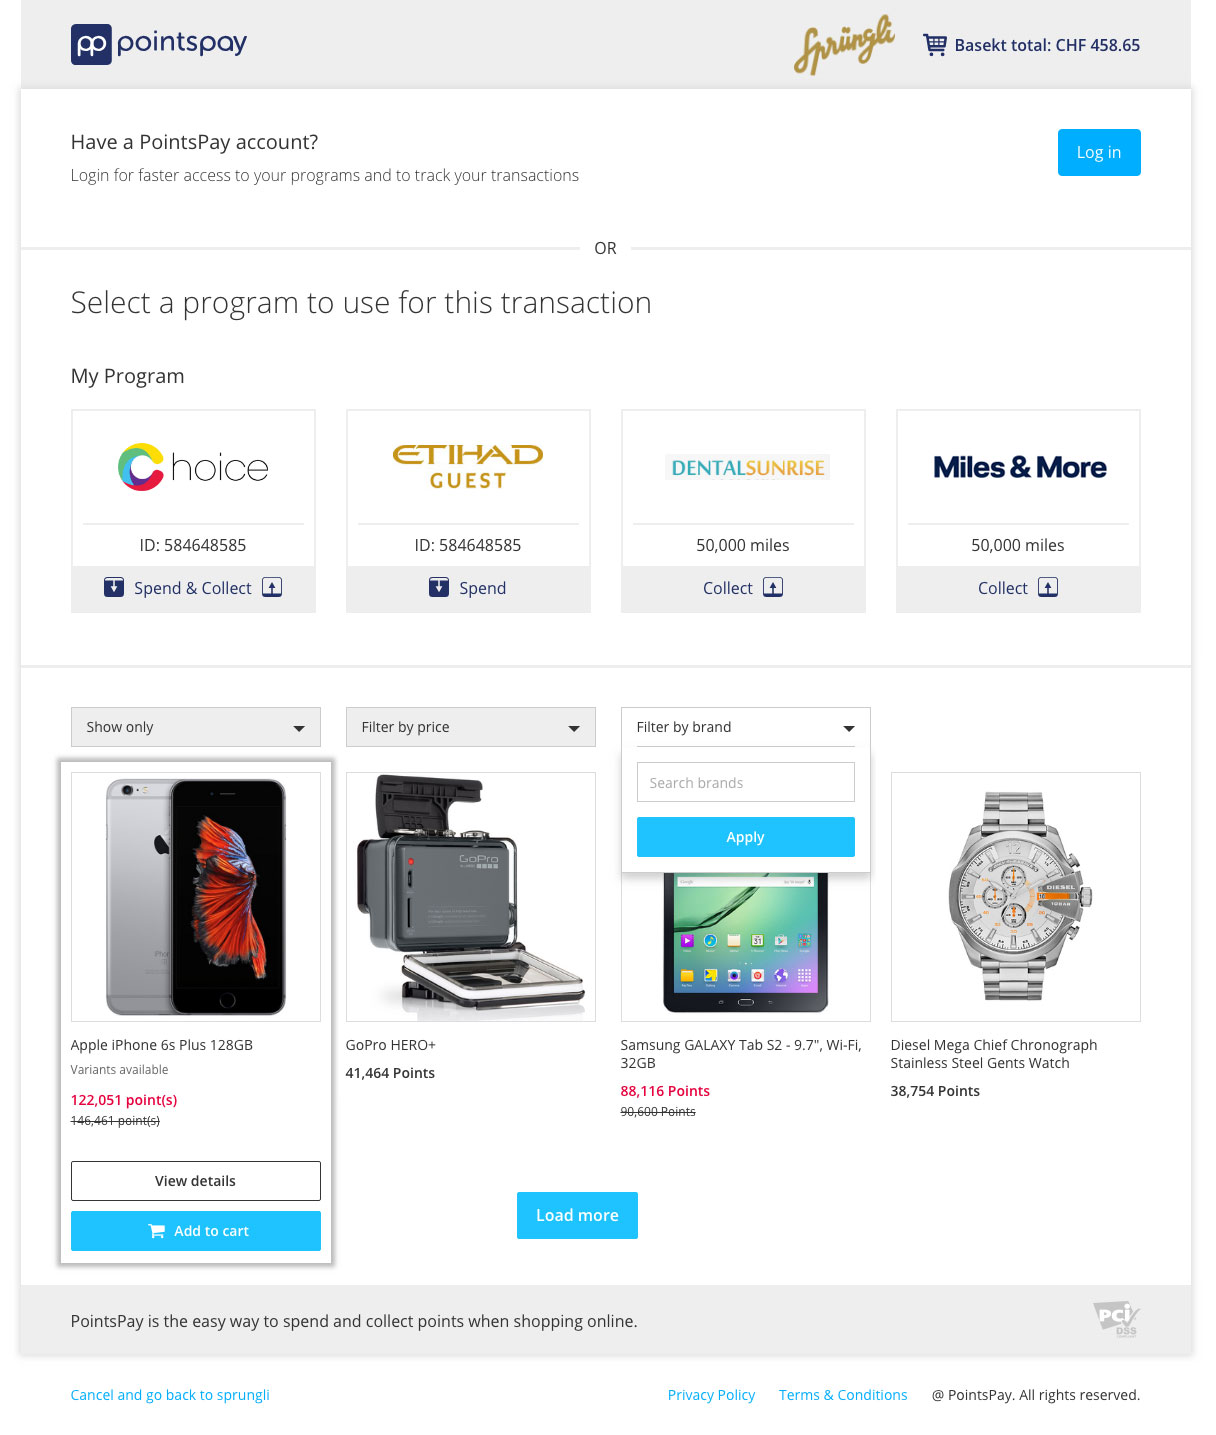 pp pointspay
Sprüngli
Basekt total: CHF 458.65
Have a PointsPay account?
Login for faster access to your programs and to track your transactions
Log in
OR
Select a program to use for this transaction
My Program
Choice
ETIHAD
GUEST
DENTALSUNRISE
Miles & More
ID: 584648585
ID: 584648585
50,000 miles
50,000 miles
Spend & Collect
Spend
Collect
Collect
Show only
Filter by price
Filter by brand
Search brands
Apply
GoPro
Google
DIESEL
10BAR
Apple iPhone 6s Plus 128GB
Variants available
122,051 point(s)
146,461 point(s)
GoPro HERO+
41,464 Points
Samsung GALAXY Tab S2 - 9.7", Wi-Fi,
32GB
88,116 Points
90,600 Points
Diesel Mega Chief Chronograph
Stainless Steel Gents Watch
38,754 Points
View details
Add to cart
Load more
PointsPay is the easy way to spend and collect points when shopping online.
PCI
DSS
Cancel and go back to sprungli
Privacy Policy
Terms & Conditions
@ PointsPay. All rights reserved.